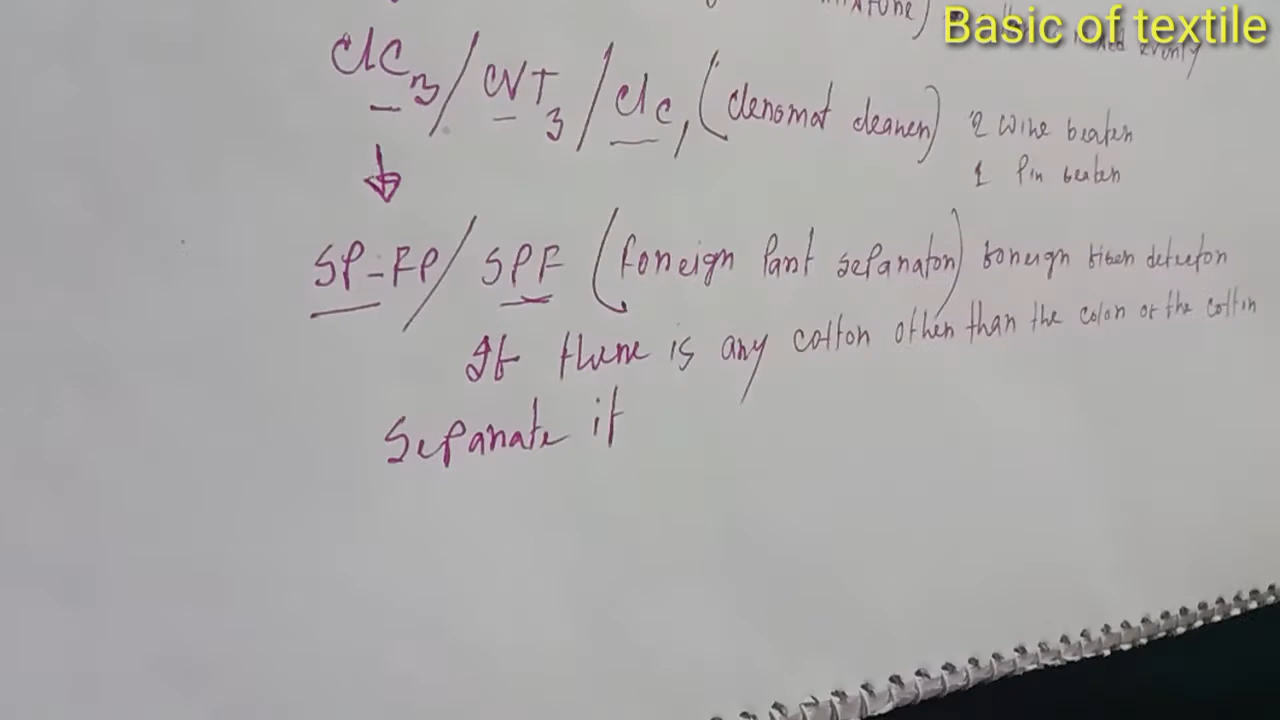 Basic of textile
ClC3/CVT3/ClC1 (Clenomat cleaner) 2 wire beater
1 Pin beater
SP-FP/SPF (foreign Part separator) foreign fiber detector
If there is any cotton other than the color of the cotton
Separate it